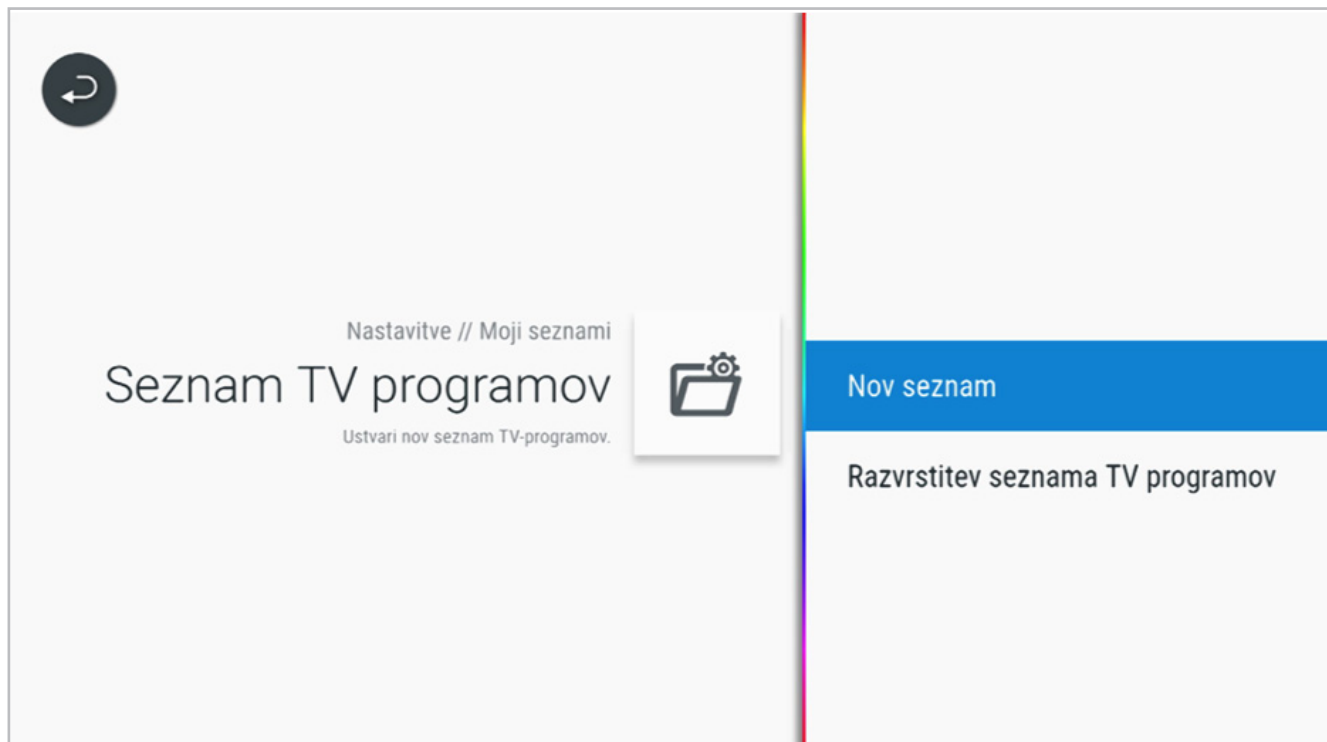 Nastavitve // Moji seznami
Seznam TV programov
Ustvari nov seznam TV-programov.
Nov seznam
Razvrstitev seznama TV programov